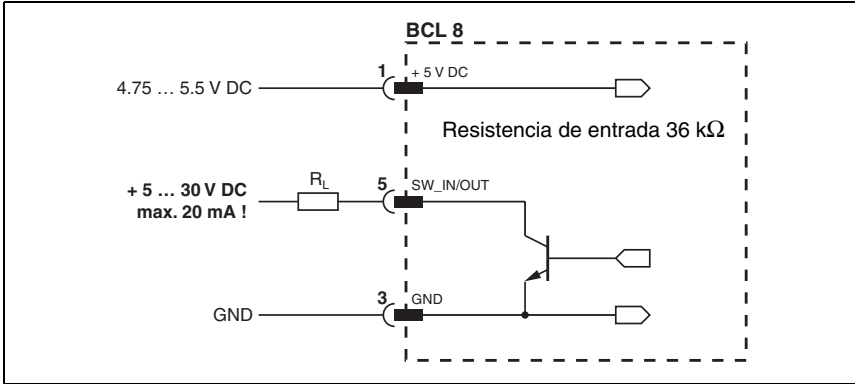 BCL 8
4.75 … 5.5 V DC
1
+ 5 V DC
Resistencia de entrada 36 kΩ
+ 5 … 30 V DC
max. 20 mA !
RL
5
SW_IN/OUT
GND
3
GND